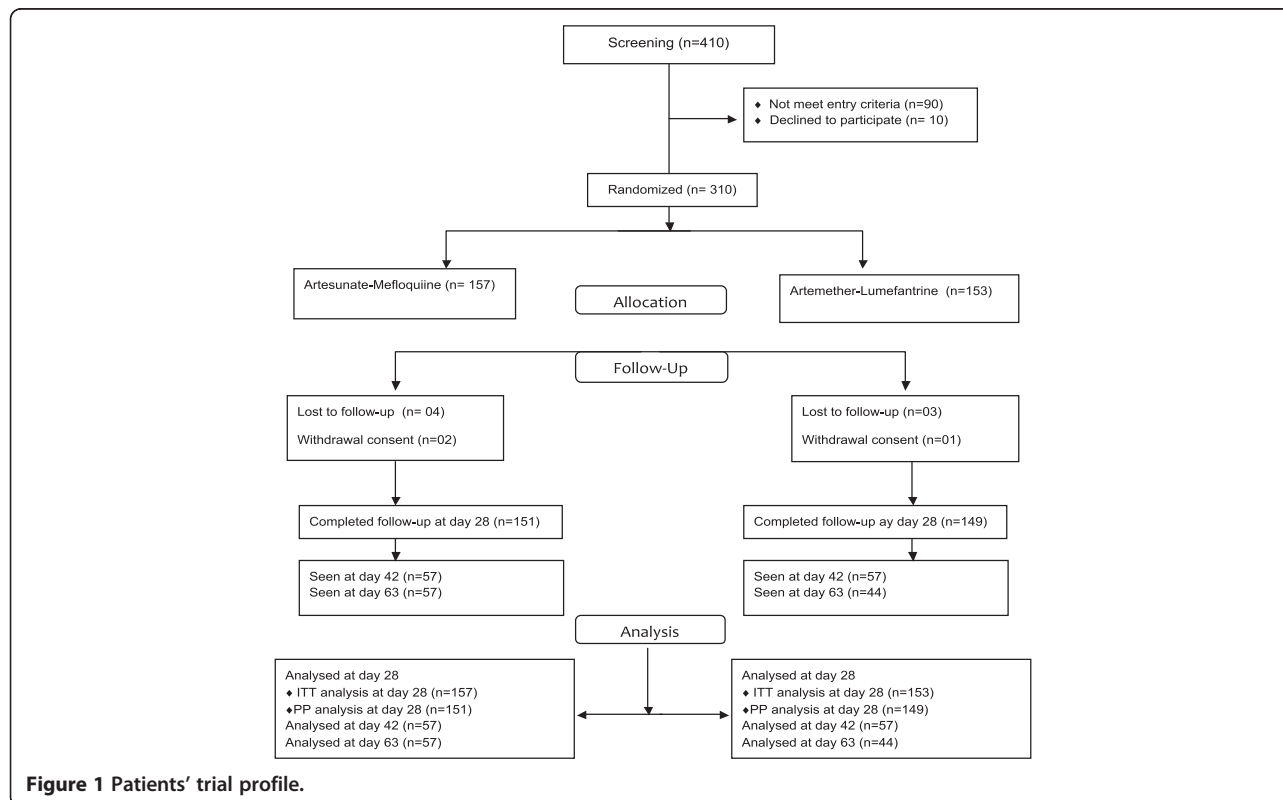 Screening (n=410)
♦ Not meet entry criteria (n=90)
♦ Declined to participate (n= 10)
Randomized (n= 310)
Artesunate-Mefloquiine (n= 157)
Artemether-Lumefantrine (n=153)
Allocation
Follow-Up
Lost to follow-up (n= 04)
Withdrawal consent (n=02)
Lost to follow-up (n=03)
Withdrawal consent (n=01)
Completed follow-up at day 28 (n=151)
Completed follow-up ay day 28 (n=149)
Seen at day 42 (n=57)
Seen at day 63 (n=57)
Seen at day 42 (n=57)
Seen at day 63 (n=44)
Analysis
Analysed at day 28
♦ ITT analysis at day 28 (n=157)
♦PP analysis at day 28 (n=151)
Analysed at day 42 (n=57)
Analysed at day 63 (n=57)
Analysed at day 28
♦ ITT analysis at day 28 (n=153)
♦PP analysis at day 28 (n=149)
Analysed at day 42 (n=57)
Analysed at day 63 (n=44)
Figure 1 Patients' trial profile.